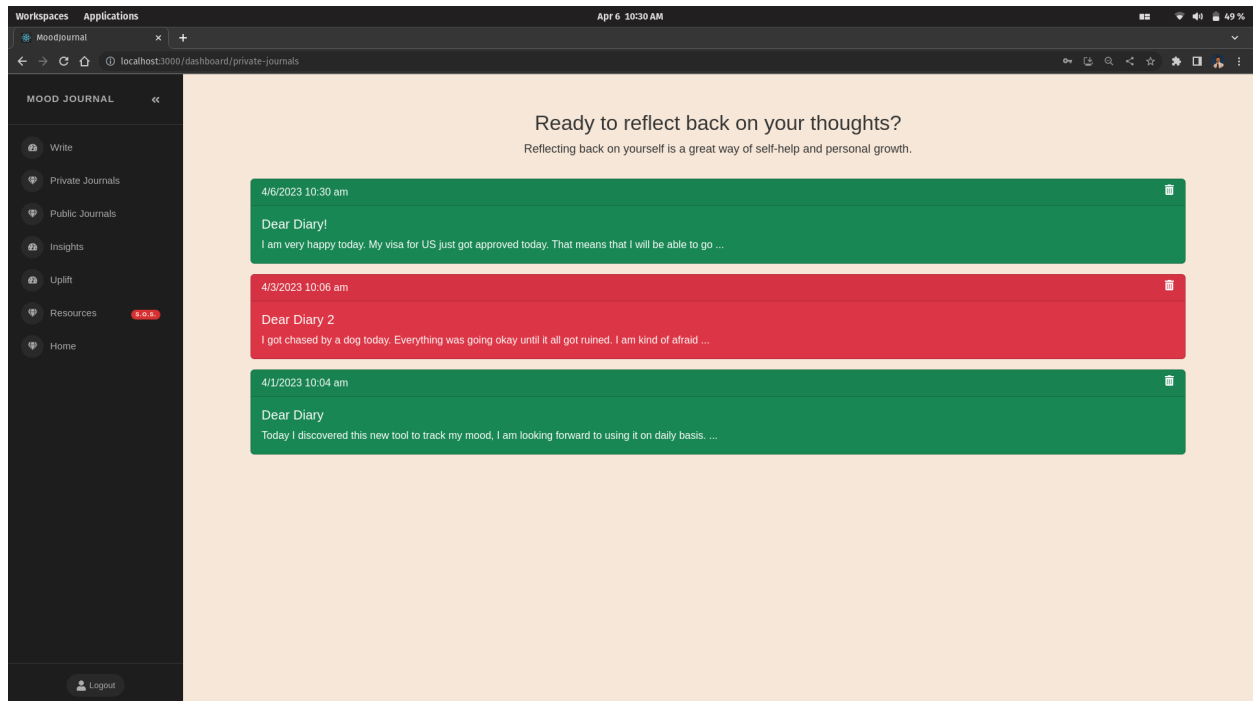 Workspaces Applications Apr 6 10:30 AM 49 %
MoodJournal
localhost:3000/dashboard/private-journals
MOOD JOURNAL
Write
Private Journals
Public Journals
Insights
Uplift
Resources S.O.S.
Home
Logout
Ready to reflect back on your thoughts?
Reflecting back on yourself is a great way of self-help and personal growth.
4/6/2023 10:30 am
Dear Diary!
I am very happy today. My visa for US just got approved today. That means that I will be able to go ...
4/3/2023 10:06 am
Dear Diary 2
I got chased by a dog today. Everything was going okay until it all got ruined. I am kind of afraid ...
4/1/2023 10:04 am
Dear Diary
Today I discovered this new tool to track my mood, I am looking forward to using it on daily basis. ...